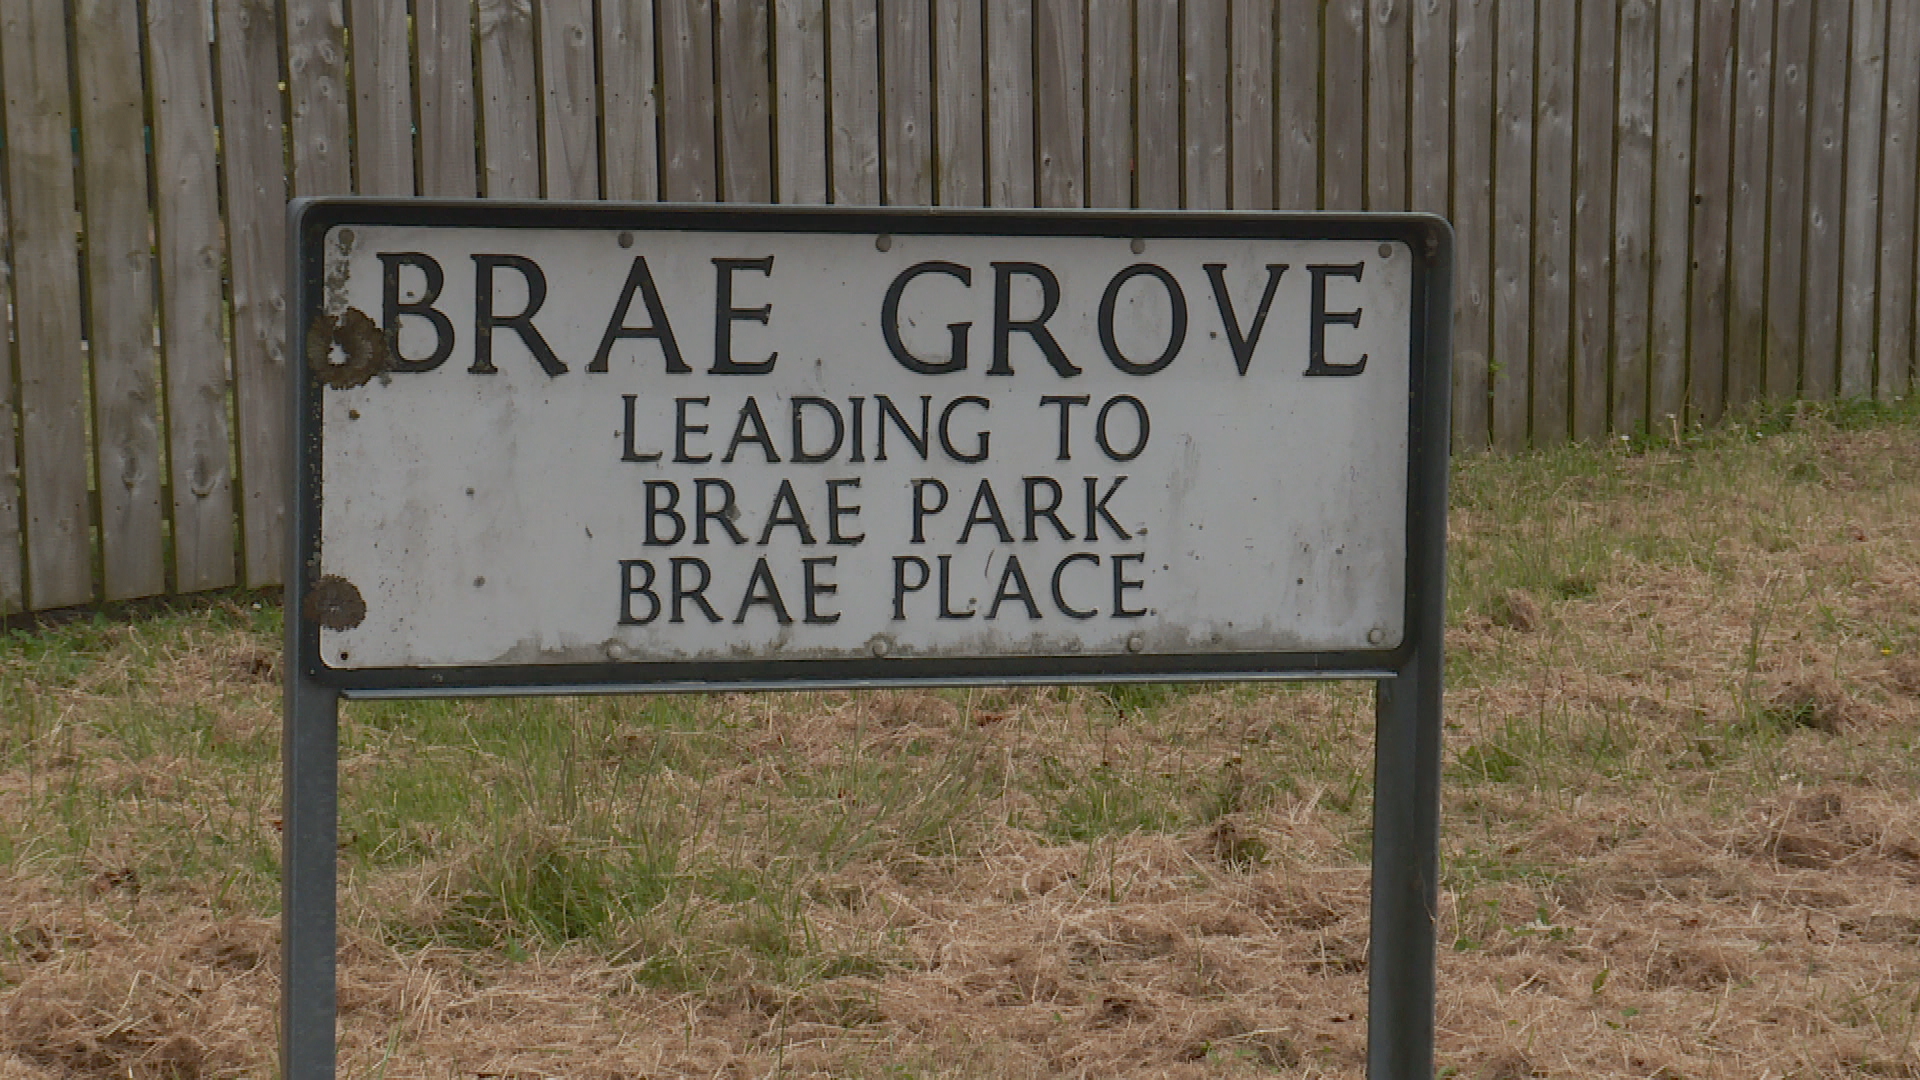 BRAE GROVE
LEADING TO
BRAE PARK
BRAE PLACE